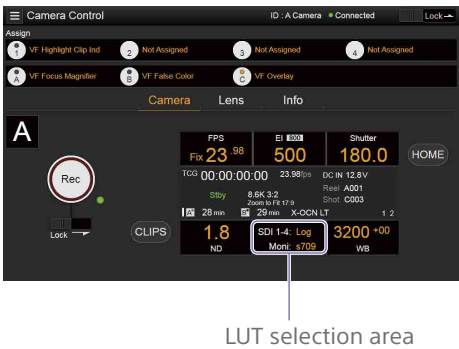 Camera Control ID : A Camera Connected Lock
Assign
1 VF Highlight Clip Ind 2 Not Assigned 3 Not Assigned 4 Not Assigned
A VF Focus Magnifier B VF False Color C VF Overlay
Camera Lens Info
A
FPS EI 800 Shutter
Fix 23.98 500 180.0 HOME
TCG 00:00:00:00 23.98fps DC IN 12.8V
Rec
Stby 8.6K 3:2 Reel A001
Zoom to Fit 17:9 Shot C003
A 28 min B 29 min X-OCN LT 1 2
Lock CLIPS
1.8 SDI 1-4: Log 3200 +00
ND Moni: s709 WB
LUT selection area